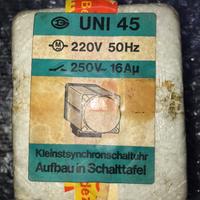 UNI 45
M 220V 50Hz
250V~16Aµ
Kleinstsynchronschaltuhr
Aufbau in Schalttafel